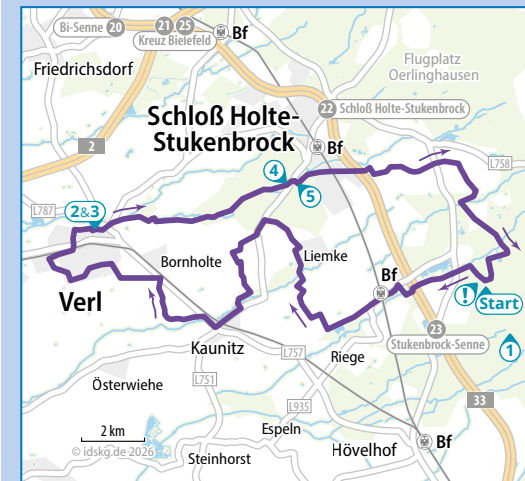 Bi-Senne 20
21 25
Kreuz Bielefeld
Bf
Friedrichsdorf
Flugplatz
Oerlinghausen
22 Schloß Holte-Stukenbrock
Schloß Holte-
Stukenbrock
2
Bf
4
5
L758
L787
2&3
Bornholte
Liemke
Verl
Bf
!
Start
23
Stukenbrock-Senne
1
Kaunitz
L757
Riege
L751
Österwiehe
L935
33
2 km
© idskg.de 2026
Espeln
Steinhorst
Hövelhof
Bf